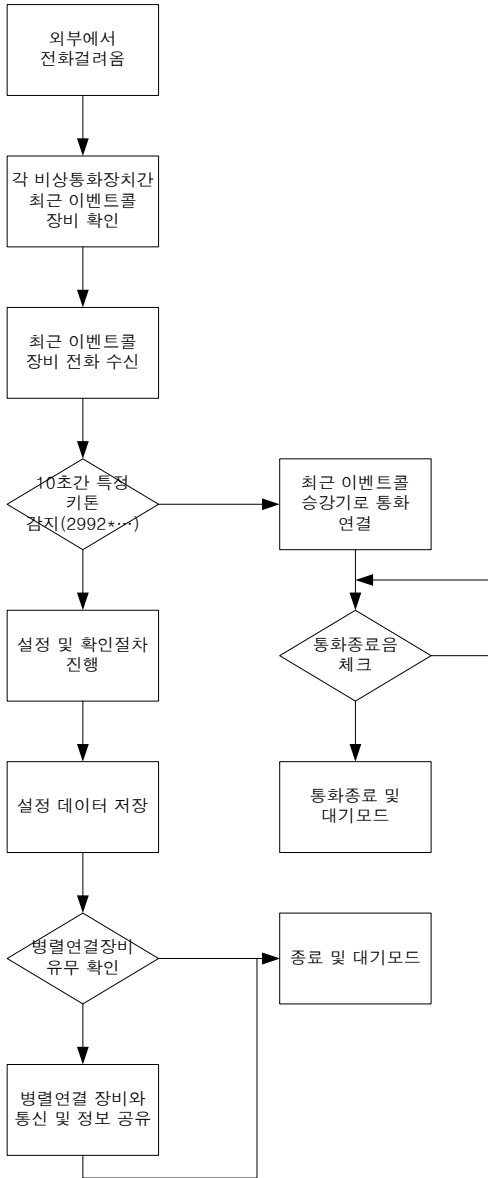 외부에서
전화걸려옴
각 비상통화장치간
최근 이벤트콜
장비 확인
최근 이벤트콜
장비 전화 수신
10초간 특정
키톤
감지(2992*…)
최근 이벤트콜
승강기로 통화
연결
설정 및 확인절차
진행
통화종료음
체크
설정 데이터 저장
통화종료 및
대기모드
병렬연결장비
유무 확인
종료 및 대기모드
병렬연결 장비와
통신 및 정보 공유